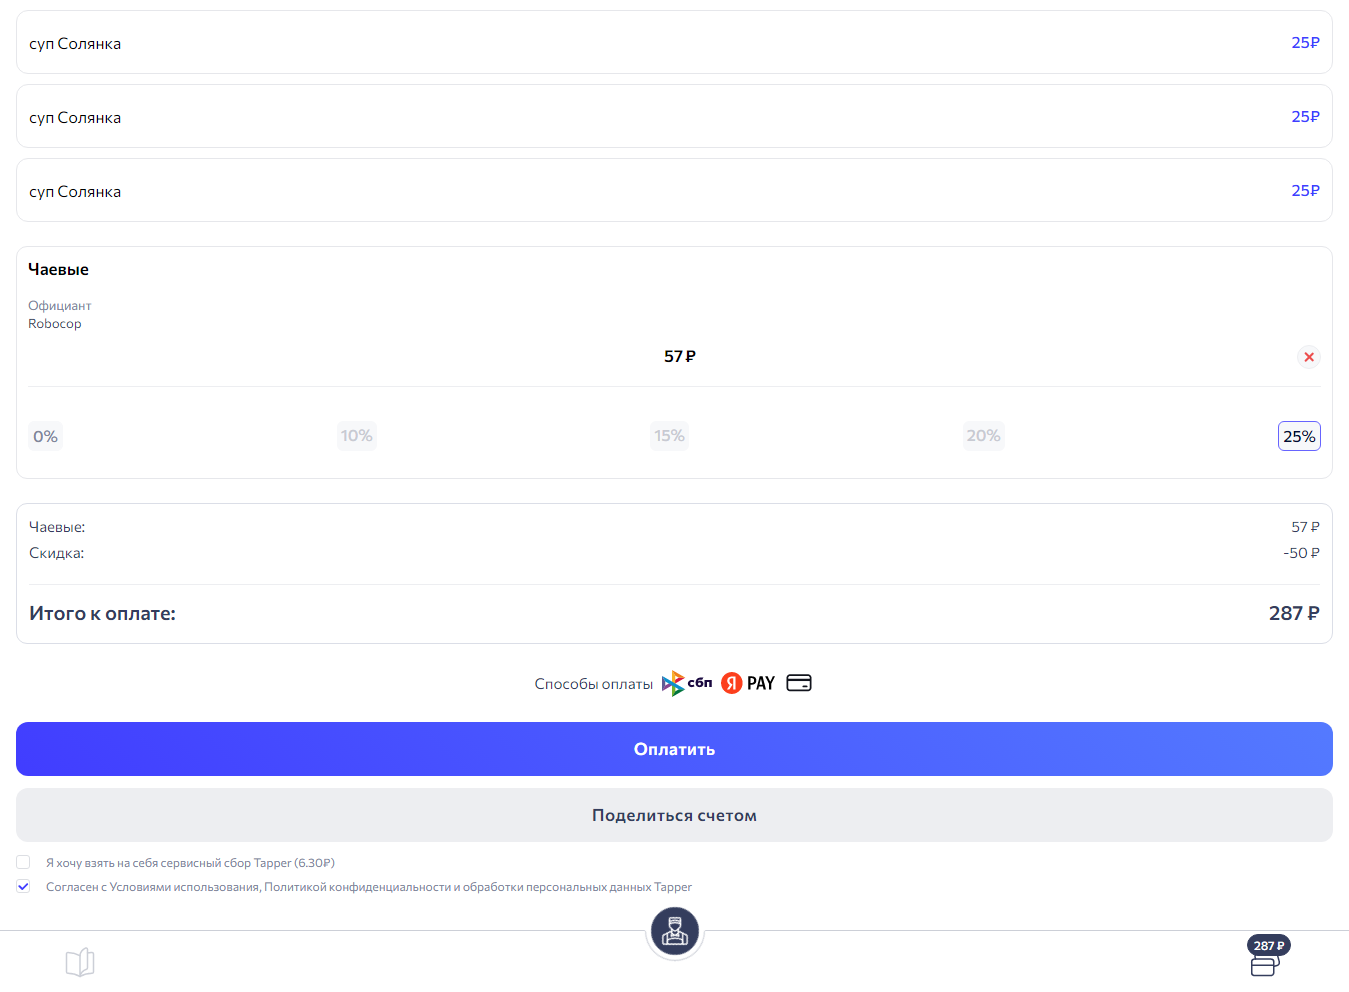 суп Солянка 25₽
суп Солянка 25₽
суп Солянка 25₽
Чаевые
Официант
Robocop
57 ₽
0% 10% 15% 20% 25%
Чаевые: 57 ₽
Скидка: -50 ₽
Итого к оплате: 287 ₽
Способы оплаты сбп Я PAY
Оплатить
Поделиться счетом
Я хочу взять на себя сервисный сбор Tapper (6.30₽)
Согласен с Условиями использования, Политикой конфиденциальности и обработки персональных данных Tapper
287 ₽